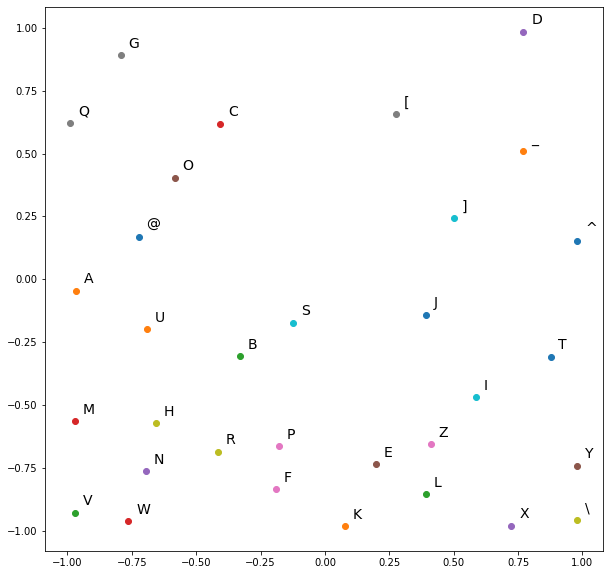 D
G
1.00
0.75
Q
C
[
O
_
0.50
]
0.25
@
^
A
0.00
J
S
U
B
T
−0.25
I
M
H
−0.50
R
P
Z
E
Y
N
−0.75
F
L
V
W
K
X
\
−1.00
−1.00 −0.75 −0.50 −0.25 0.00 0.25 0.50 0.75 1.00